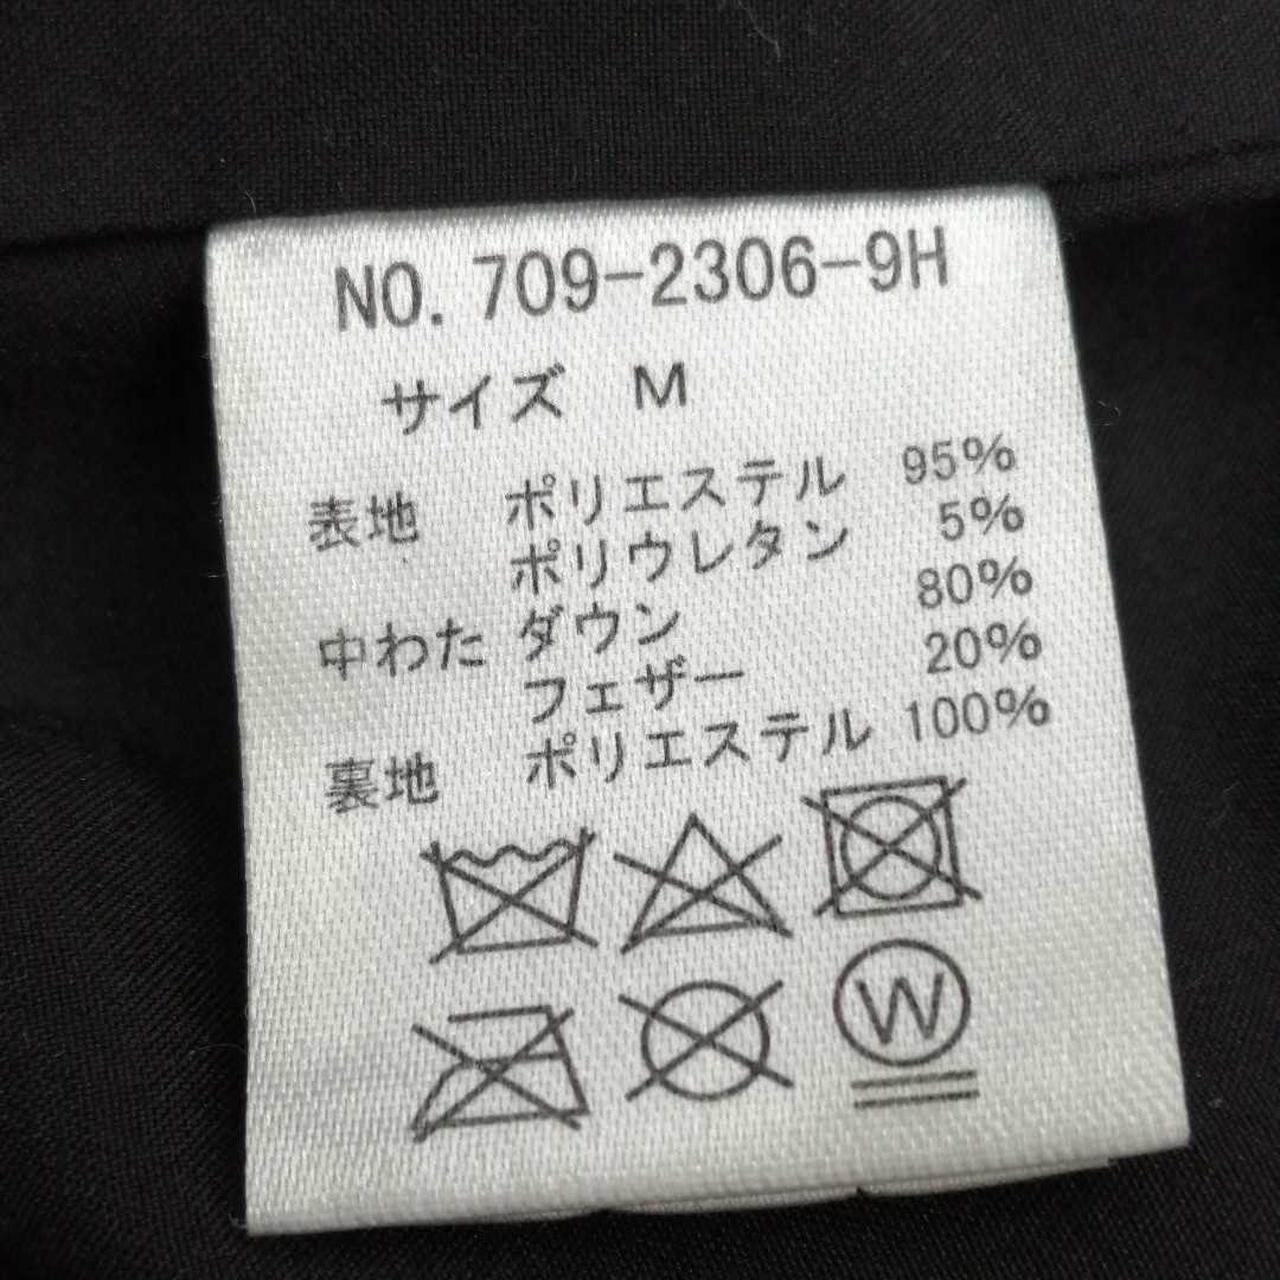 NO. 709-2306-9H
サイズ M
表地 ポリエステル 95%
ポリウレタン 5%
中わた ダウン 80%
フェザー 20%
裏地 ポリエステル 100%
W